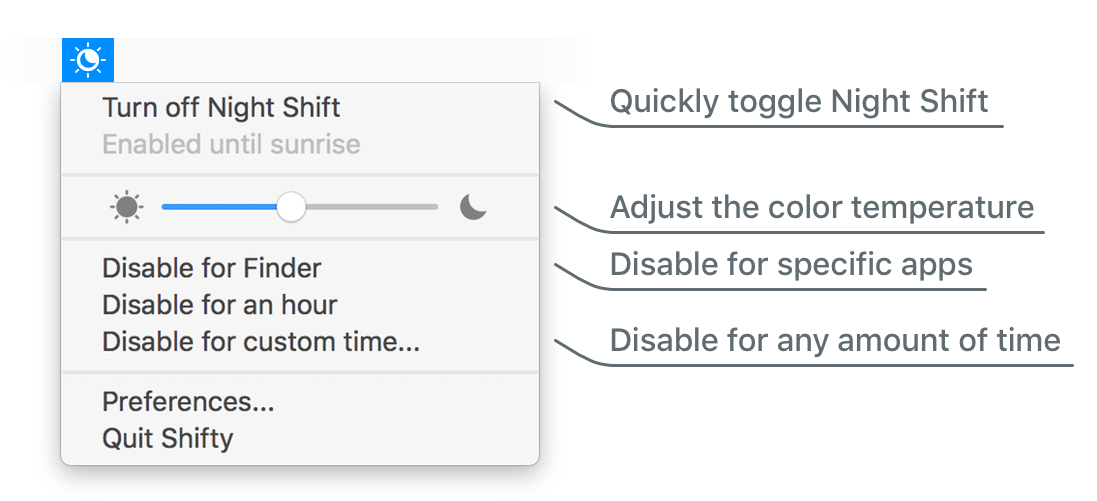 Turn off Night Shift
Enabled until sunrise
Disable for Finder
Disable for an hour
Disable for custom time...
Preferences...
Quit Shifty
Quickly toggle Night Shift
Adjust the color temperature
Disable for specific apps
Disable for any amount of time